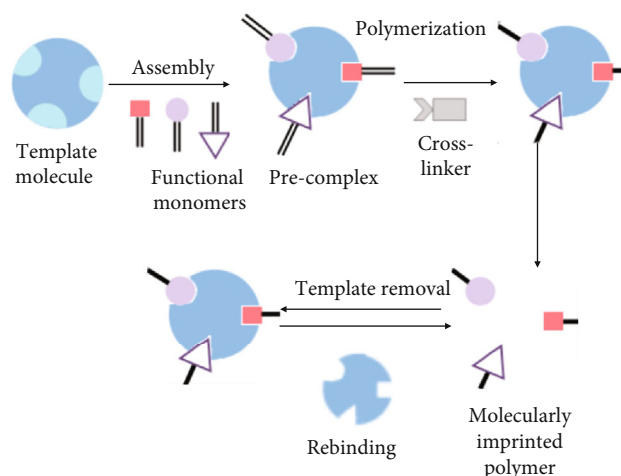 Assembly
Polymerization
Template
molecule
Functional
monomers
Pre-complex
Cross-
linker
Template removal
Rebinding
Molecularly
imprinted
polymer